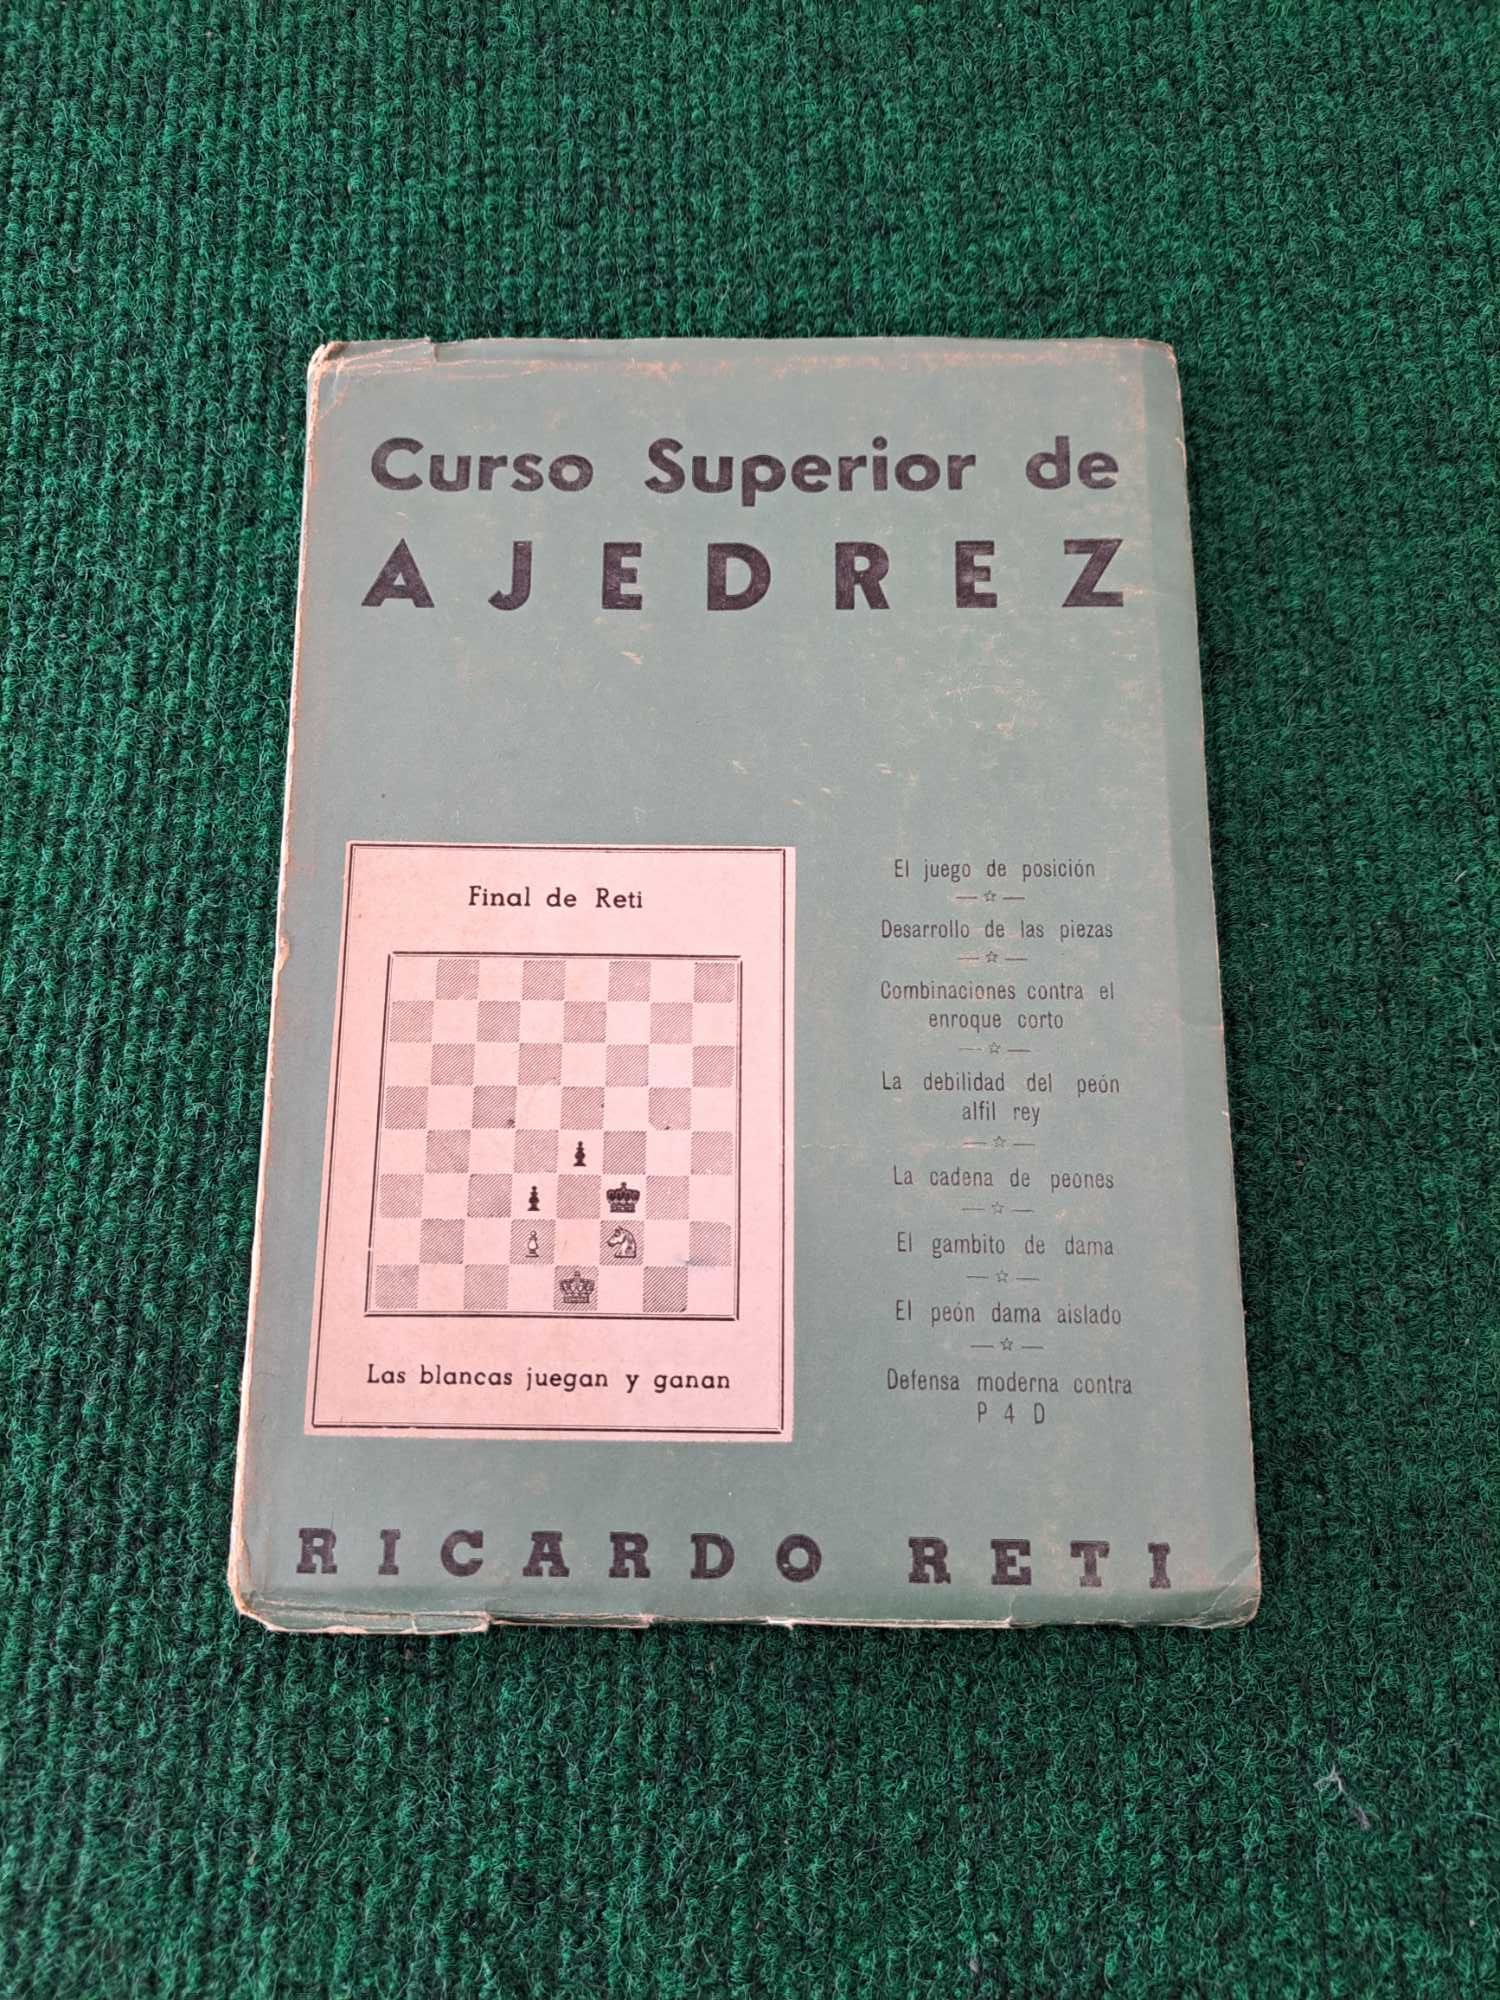 Curso Superior de
AJEDREZ
Final de Reti
Las blancas juegan y ganan
El juego de posición
Desarrollo de las piezas
Combinaciones contra el
enroque corto
La debilidad del peón
alfil rey
La cadena de peones
El gambito de dama
El peón dama aislado
Defensa moderna contra
P 4 D
RICARDO RETI